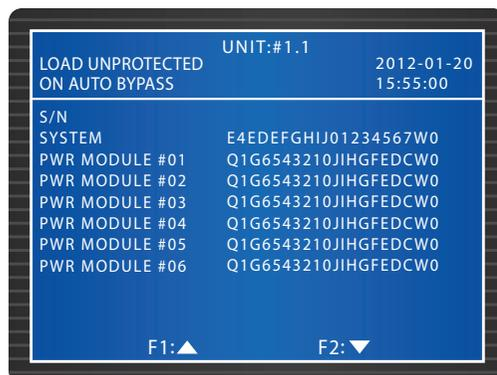 UNIT:#1.1
LOAD UNPROTECTED 2012-01-20
ON AUTO BYPASS 15:55:00
S/N
SYSTEM E4EDEFGHIJ01234567W0
PWR MODULE #01 Q1G6543210JIHGFEDCW0
PWR MODULE #02 Q1G6543210JIHGFEDCW0
PWR MODULE #03 Q1G6543210JIHGFEDCW0
PWR MODULE #04 Q1G6543210JIHGFEDCW0
PWR MODULE #05 Q1G6543210JIHGFEDCW0
PWR MODULE #06 Q1G6543210JIHGFEDCW0
F1:▲ F2:▼